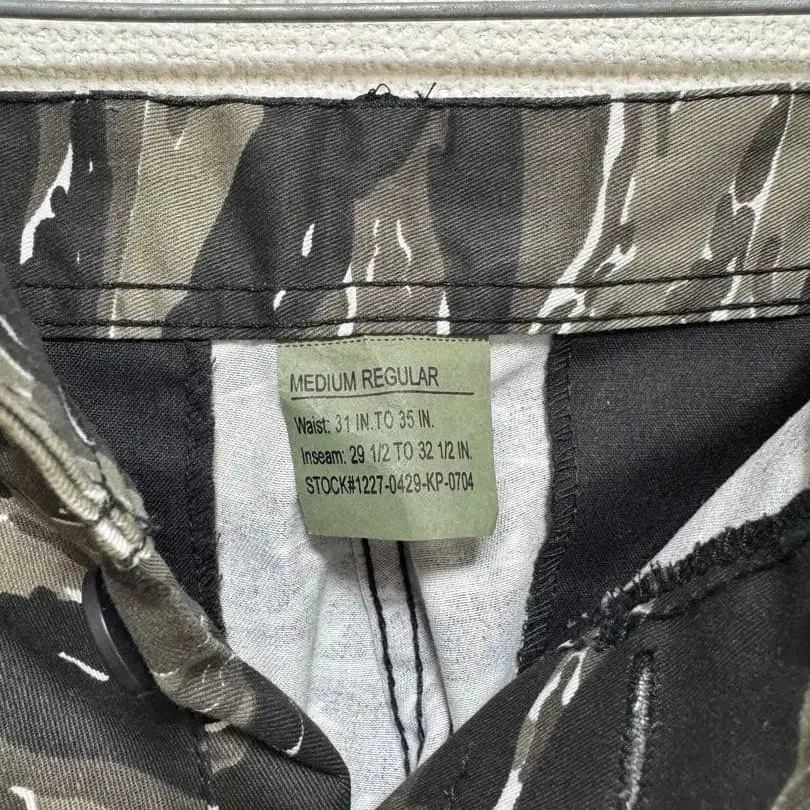 MEDIUM REGULAR
Waist: 31 IN.TO 35 IN.
Inseam: 29 1/2 TO 32 1/2 IN.
STOCK#1227-0429-KP-0704